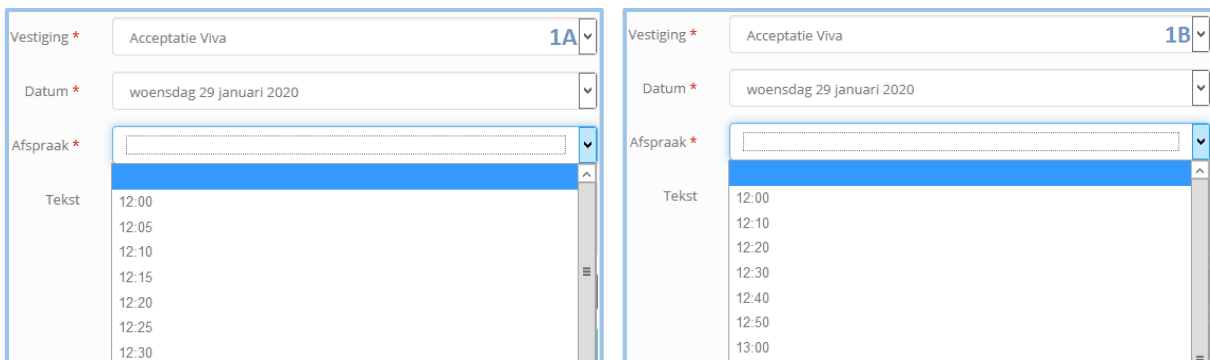 Vestiging * Acceptatie Viva 1A
Datum * woensdag 29 januari 2020
Afspraak *
Tekst
12:00
12:05
12:10
12:15
12:20
12:25
12:30
Vestiging * Acceptatie Viva 1B
Datum * woensdag 29 januari 2020
Afspraak *
Tekst
12:00
12:10
12:20
12:30
12:40
12:50
13:00